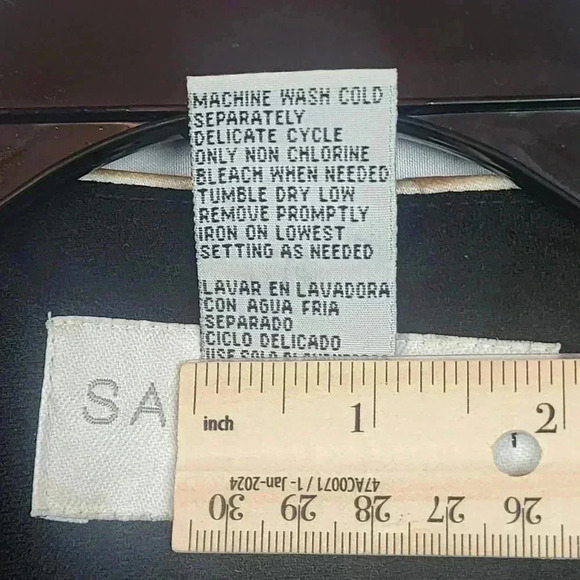 MACHINE WASH COLD
SEPARATELY
DELICATE CYCLE
ONLY NON CHLORINE
BLEACH WHEN NEEDED
TUMBLE DRY LOW
REMOVE PROMPTLY
IRON ON LOWEST
SETTING AS NEEDED
LAVAR EN LAVADORA
CON AGUA FRIA
SEPARADO
CICLO DELICADO
USE SOLO
SA
inch 1 2
47AC0071 / 1- Jan-2024
30 29 28 27 26